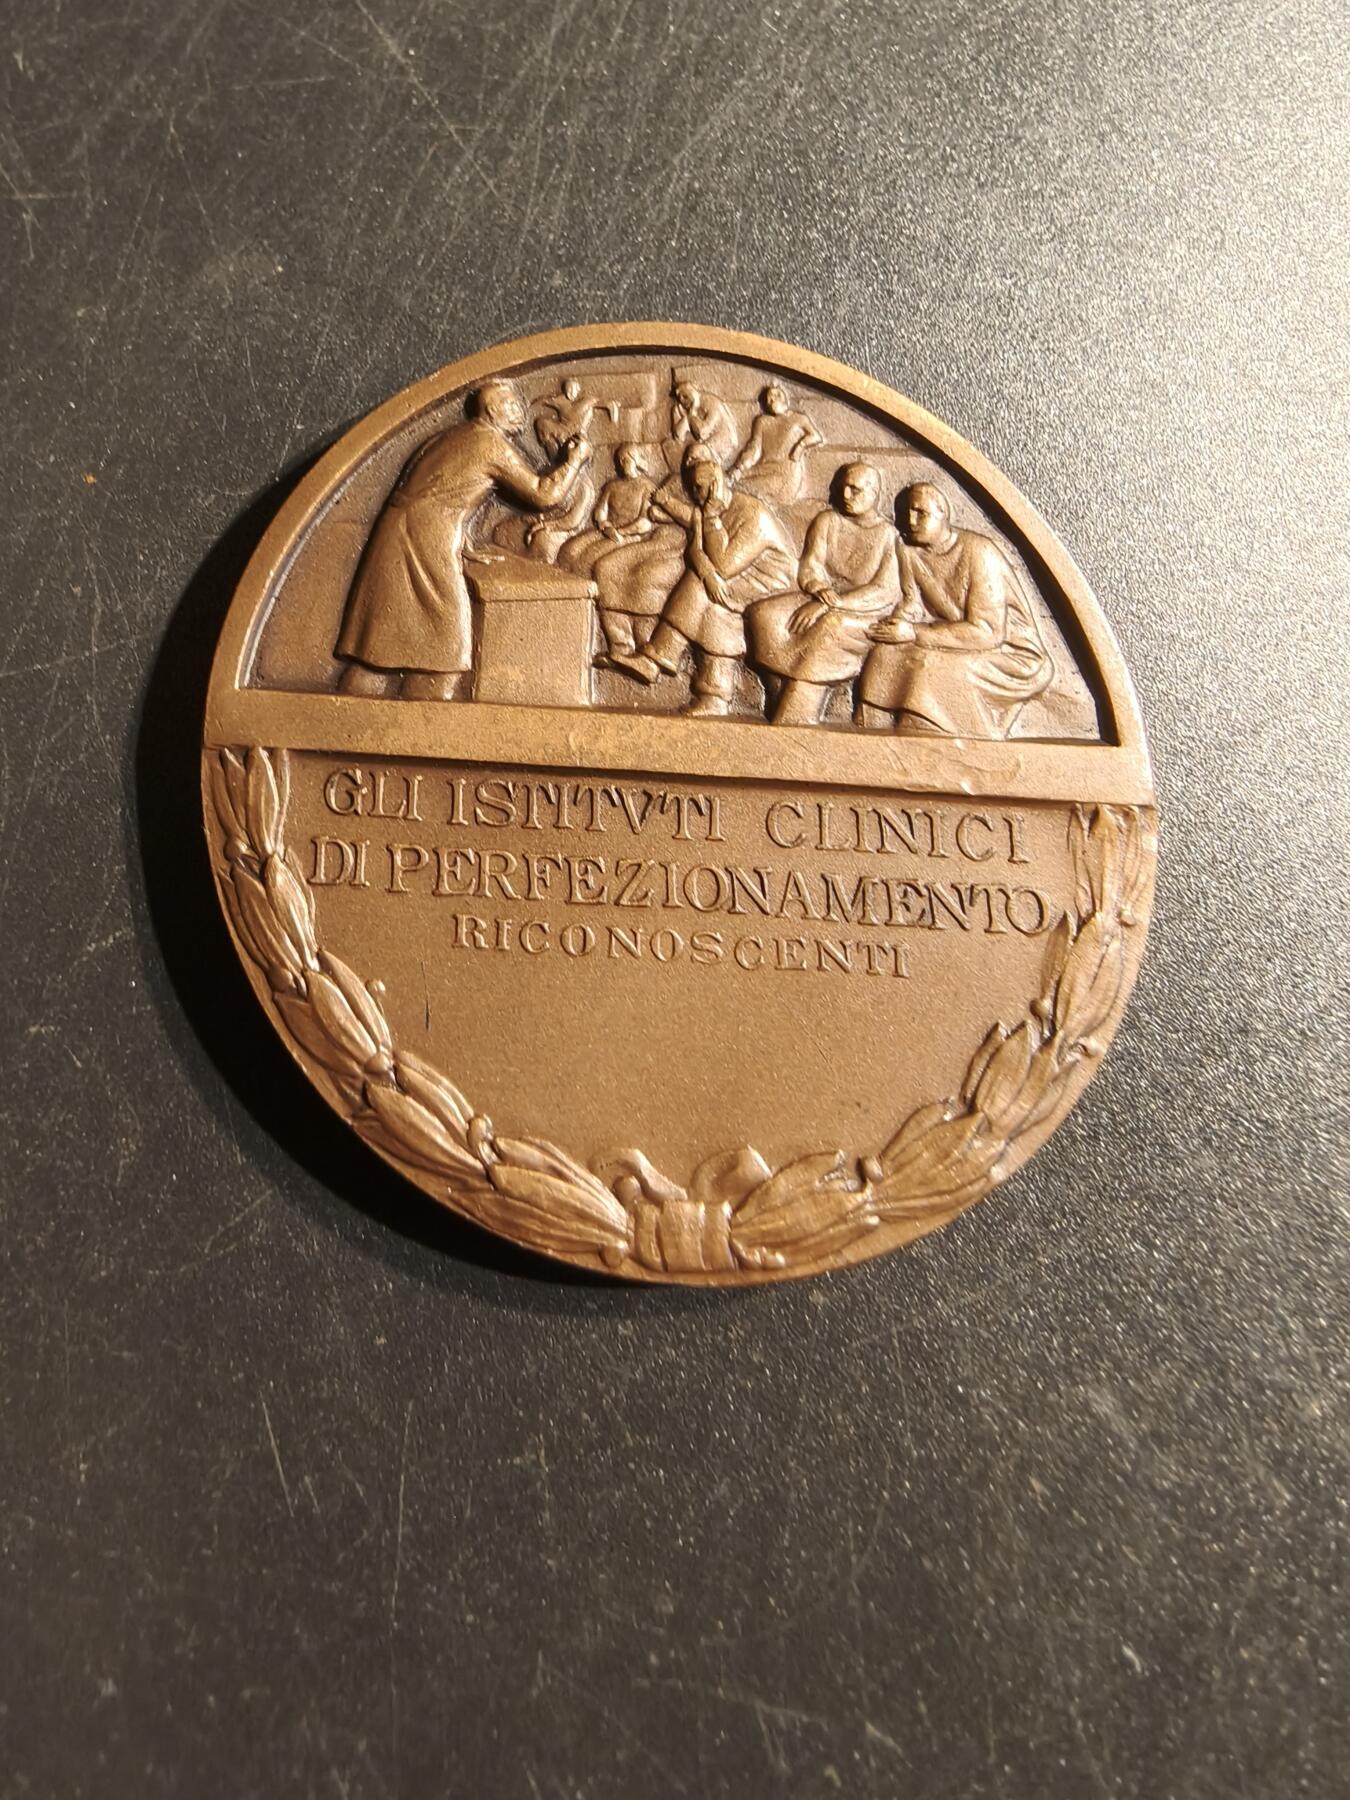 GLI ISTITVTI CLINICI
DI PERFEZIONAMENTO
RICONOSCENTI